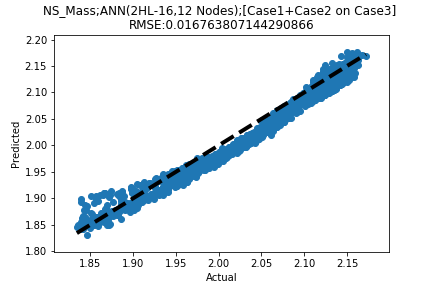 NS_Mass;ANN(2HL-16,12 Nodes);[Case1+Case2 on Case3]
RMSE:0.016763807144290866
2.20
2.15
2.10
2.05
2.00
1.95
1.90
1.85
1.80
Predicted
1.85 1.90 1.95 2.00 2.05 2.10 2.15
Actual